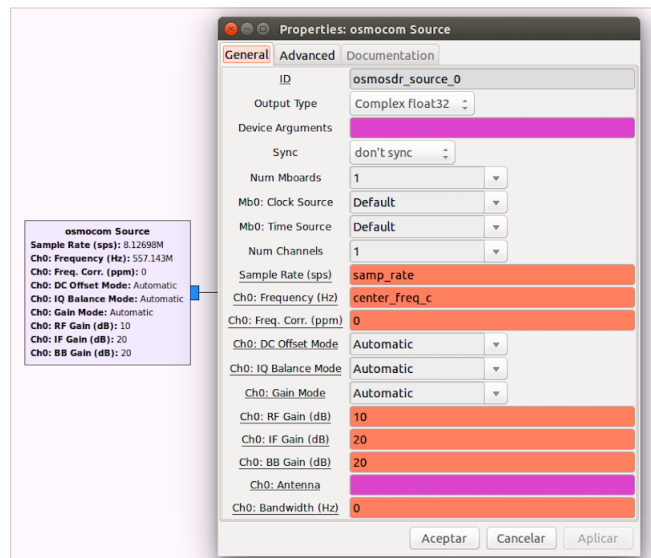 Properties: osmocom Source
General Advanced Documentation
ID osmosdr_source_0
Output Type Complex float32
Device Arguments
Sync don't sync
Num Mboards 1
Mb0: Clock Source Default
Mb0: Time Source Default
Num Channels 1
Sample Rate (sps) samp_rate
Ch0: Frequency (Hz) center_freq_c
Ch0: Freq. Corr. (ppm) 0
Ch0: DC Offset Mode Automatic
Ch0: IQ Balance Mode Automatic
Ch0: Gain Mode Automatic
Ch0: RF Gain (dB) 10
Ch0: IF Gain (dB) 20
Ch0: BB Gain (dB) 20
Ch0: Antenna
Ch0: Bandwidth (Hz) 0
Aceptar Cancelar Aplicar
osmocom Source
Sample Rate (sps): 8.12698M
Ch0: Frequency (Hz): 557.143M
Ch0: Freq. Corr. (ppm): 0
Ch0: DC Offset Mode: Automatic
Ch0: IQ Balance Mode: Automatic
Ch0: Gain Mode: Automatic
Ch0: RF Gain (dB): 10
Ch0: IF Gain (dB): 20
Ch0: BB Gain (dB): 20